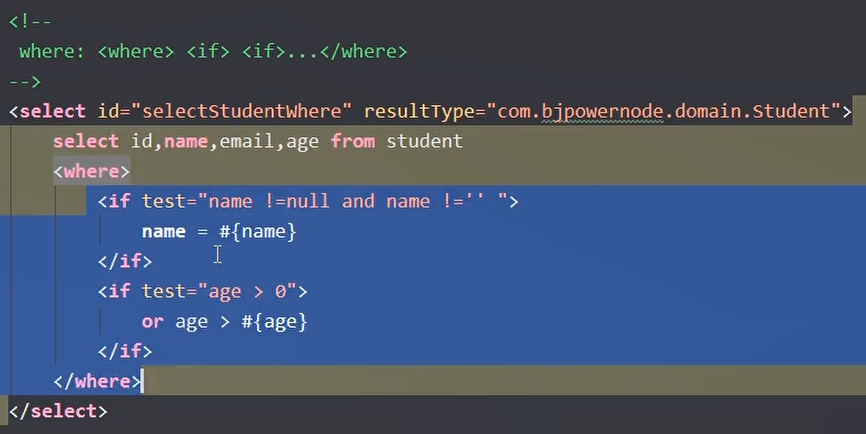 <!--
where: <where> <if> <if>...</where>
-->
<select id="selectStudentWhere" resultType="com.bjpowernode.domain.Student">
select id,name,email,age from student
<where>
<if test="name !=null and name !='' ">
name = #{name}
</if>
<if test="age > 0">
or age > #{age}
</if>
</where>
</select>